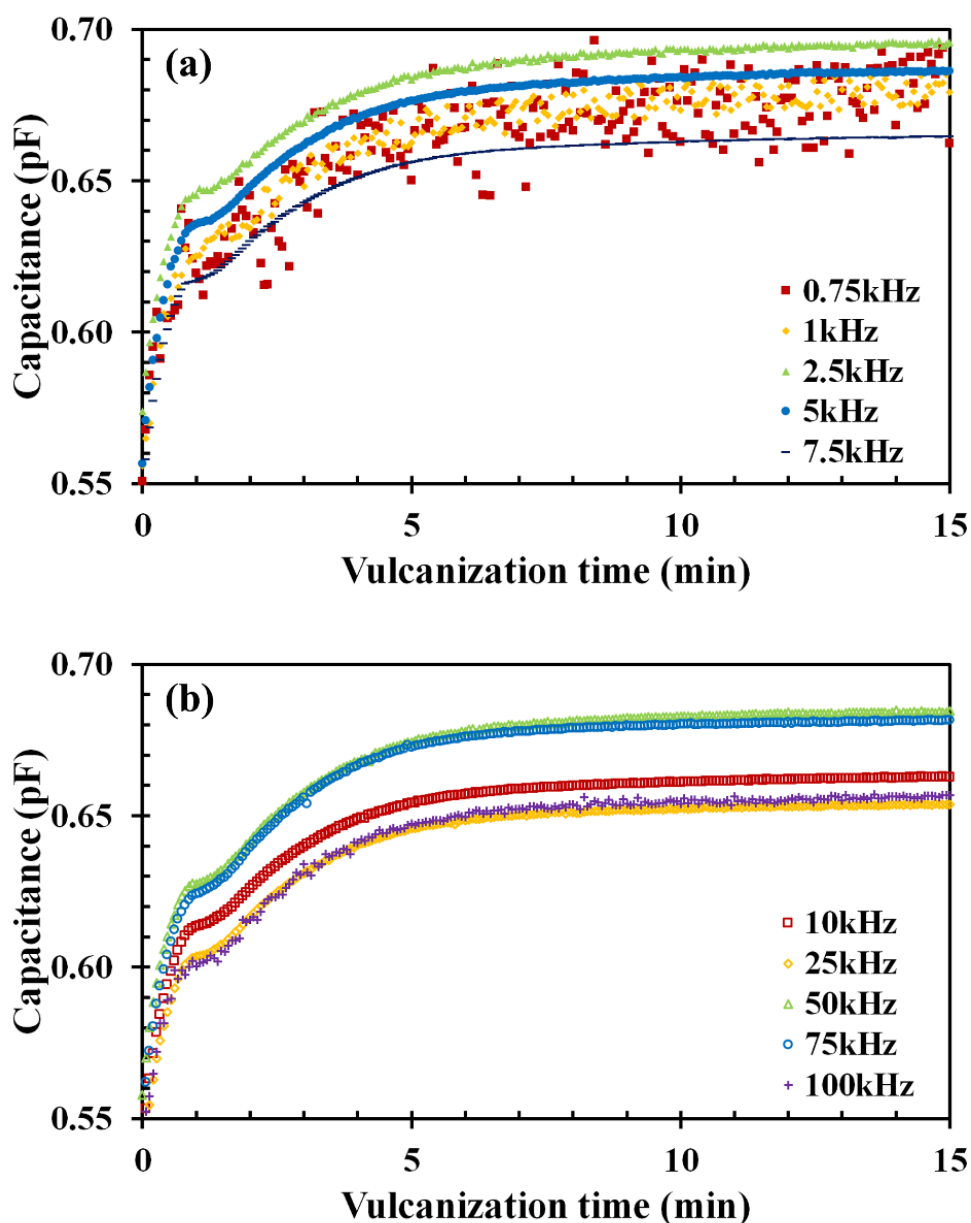 (a)
0.70
0.65
0.60
0.55
Capacitance (pF)
0.75kHz
1kHz
2.5kHz
5kHz
7.5kHz
0 5 10 15
Vulcanization time (min)
(b)
0.70
0.65
0.60
0.55
Capacitance (pF)
10kHz
25kHz
50kHz
75kHz
100kHz
0 5 10 15
Vulcanization time (min)